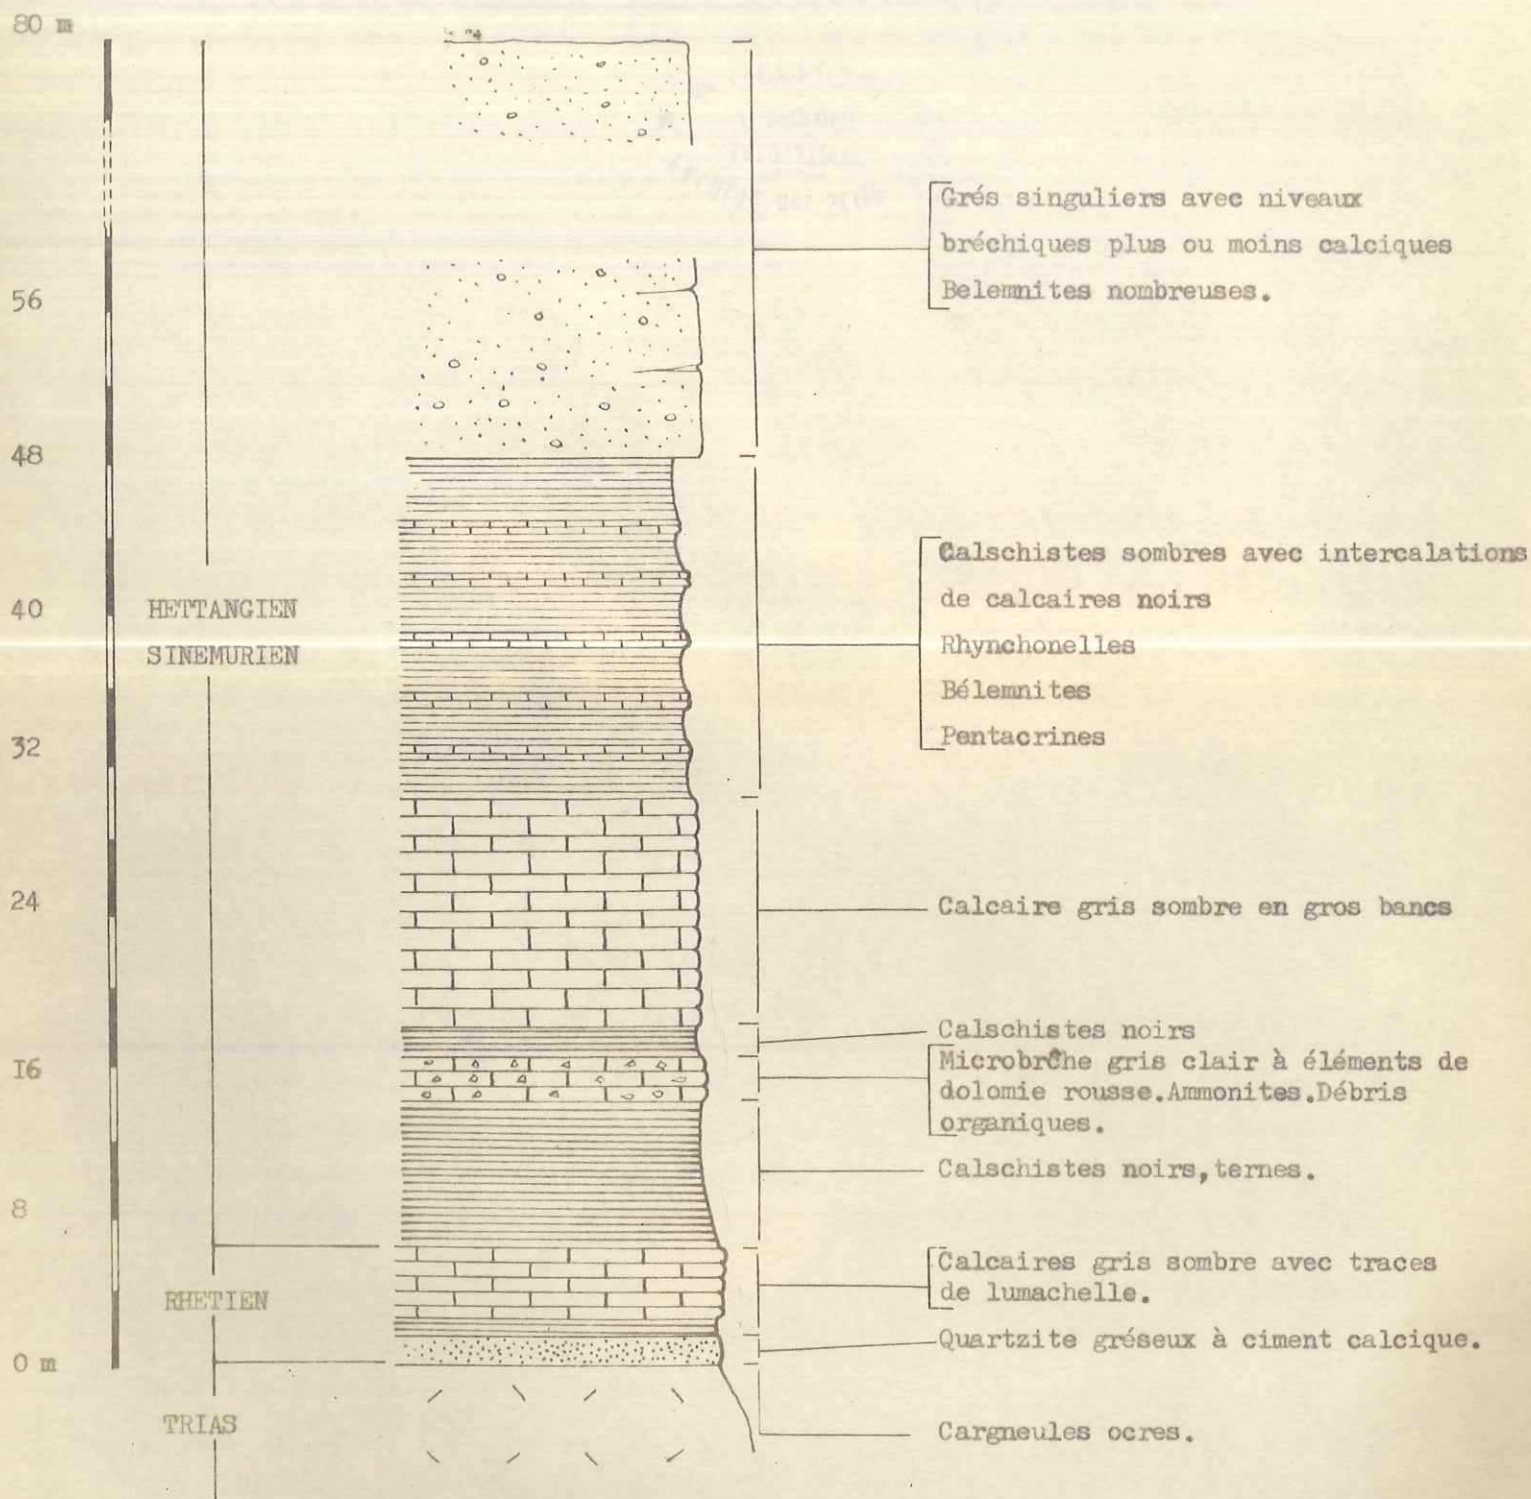 80 m
56
48
40
32
24
I6
8
0 m
HETTANGIEN
SINEMURIEN
RHETIEN
TRIAS
Grés singuliers avec niveaux
bréchiques plus ou moins calciques
Belemnites nombreuses.
Calschistes sombres avec intercalations
de calcaires noirs
Rhynchonelles
Bélemnites
Pentacrines
Calcaire gris sombre en gros bancs
Calschistes noirs
Microbrêche gris clair à éléments de
dolomie rousse.Ammonites.Débris
organiques.
Calschistes noirs,ternes.
Calcaires gris sombre avec traces
de lumachelle.
Quartzite gréseux à ciment calcique.
Cargneules ocres.